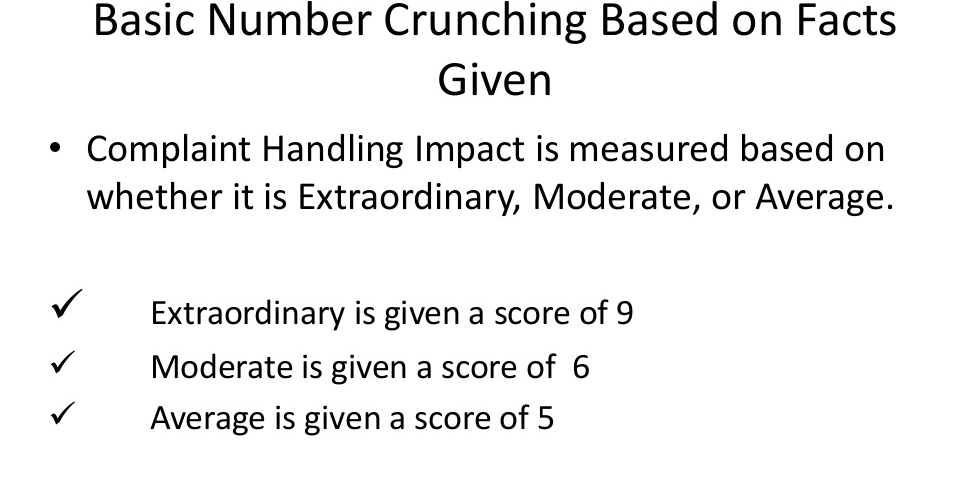 Basic Number Crunching Based on Facts
Given
• Complaint Handling Impact is measured based on
whether it is Extraordinary, Moderate, or Average.
✓ Extraordinary is given a score of 9
✓ Moderate is given a score of  6
✓ Average is given a score of 5